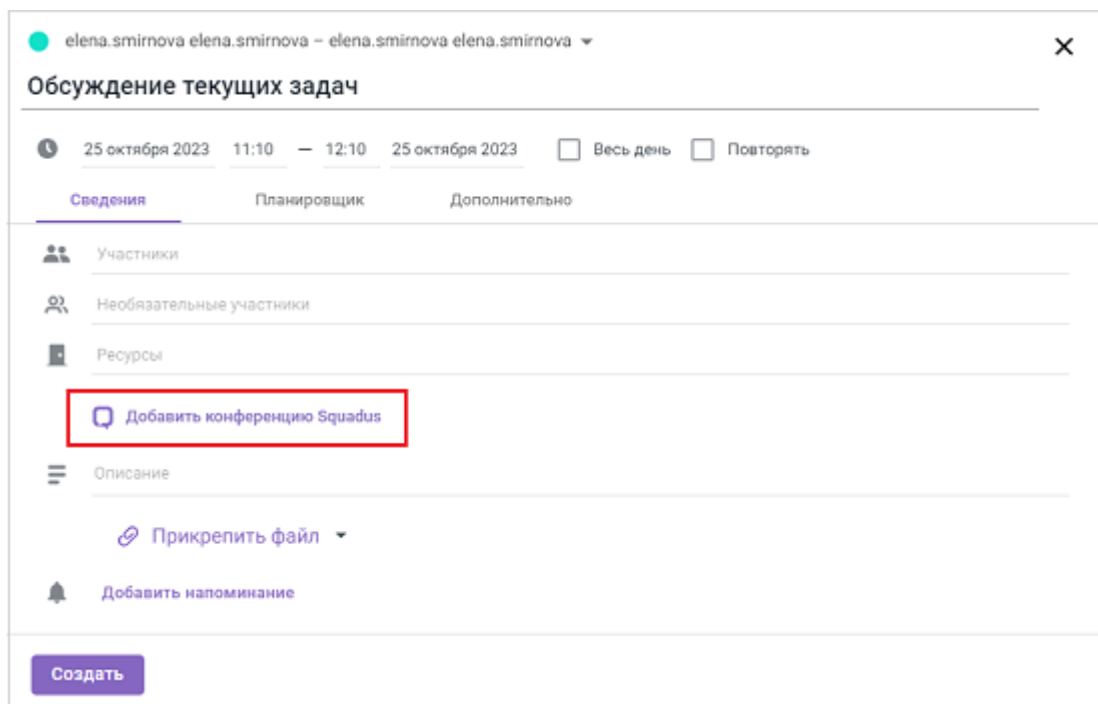 elena.smirnova elena.smirnova – elena.smirnova elena.smirnova
Обсуждение текущих задач
25 октября 2023 11:10 — 12:10 25 октября 2023 Весь день Повторять
Сведения Планировщик Дополнительно
Участники
Необязательные участники
Ресурсы
Добавить конференцию Squadus
Описание
Прикрепить файл
Добавить напоминание
Создать